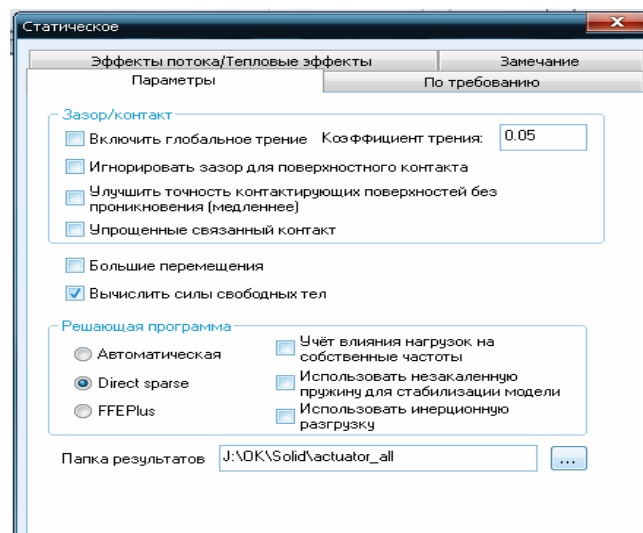 Статическое
Эффекты потока/Тепловые эффекты
Замечание
Параметры
По требованию
Зазор/контакт
Включить глобальное трение
Коэффициент трения:
0.05
Игнорировать зазор для поверхностного контакта
Улучшить точность контактирующих поверхностей без
проникновения (медленнее)
Упрощенные связанный контакт
Большие перемещения
Вычислить силы свободных тел
Решающая программа
Автоматическая
Direct sparse
FFEPlus
Учёт влияния нагрузок на
собственные частоты
Использовать незакаленную
пружину для стабилизации модели
Использовать инерционную
разгрузку
Папка результатов
J:\OK\Solid\actuator_all
...